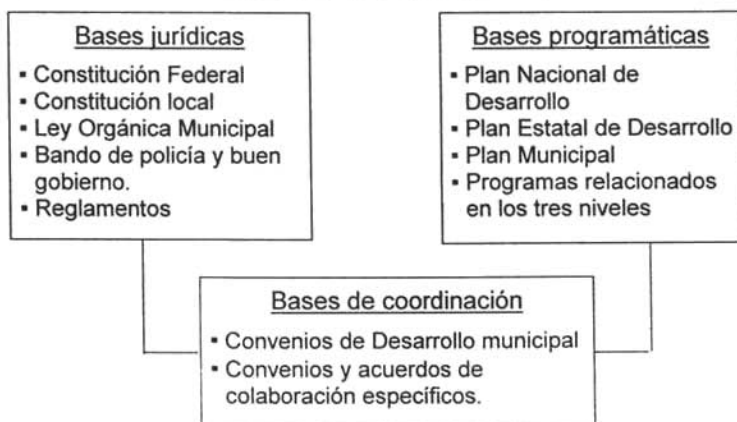 Bases jurídicas
▪ Constitución Federal
▪ Constitución local
▪ Ley Orgánica Municipal
▪ Bando de policía y buen
gobierno.
▪ Reglamentos
Bases programáticas
▪ Plan Nacional de
Desarrollo
▪ Plan Estatal de Desarrollo
▪ Plan Municipal
▪ Programas relacionados
en los tres niveles
Bases de coordinación
▪ Convenios de Desarrollo municipal
▪ Convenios y acuerdos de
colaboración específicos.